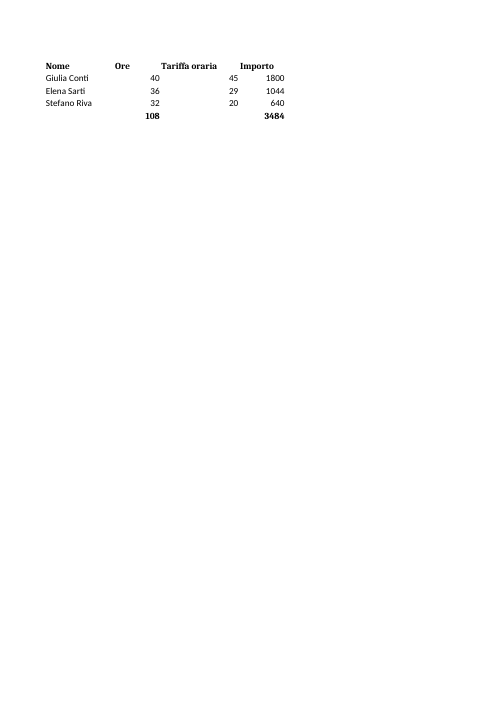 Nome Ore Tariffa oraria Importo
Giulia Conti 40 45 1800
Elena Sarti 36 29 1044
Stefano Riva 32 20 640
108 3484